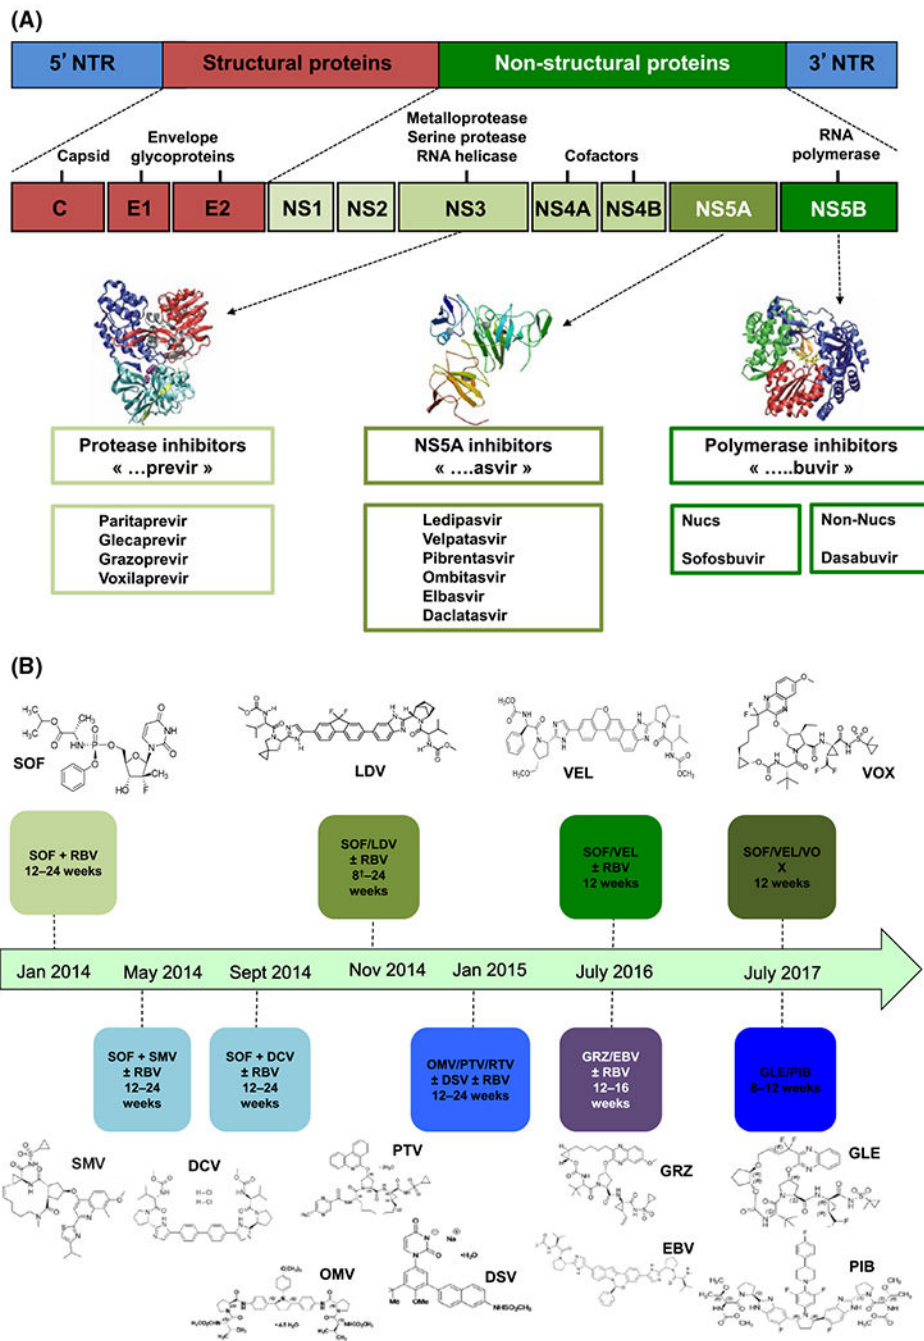 (A)
5’ NTR Structural proteins Non-structural proteins 3’ NTR
Metalloprotease
Serine protease
RNA helicase
Envelope
glycoproteins
Capsid
Cofactors
RNA
polymerase
C E1 E2 NS1 NS2 NS3 NS4A NS4B NS5A NS5B
Protease inhibitors
« …previr »
NS5A inhibitors
« ….asvir »
Polymerase inhibitors
« …..buvir »
Paritaprevir
Glecaprevir
Grazoprevir
Voxilaprevir
Ledipasvir
Velpatasvir
Pibrentasvir
Ombitasvir
Elbasvir
Daclatasvir
Nucs
Sofosbuvir
Non-Nucs
Dasabuvir
(B)
SOF
LDV
VEL
VOX
SOF + RBV
12–24 weeks
SOF/LDV
± RBV
8†–24
weeks
SOF/VEL
± RBV
12 weeks
SOF/VEL/VO
X
12 weeks
Jan 2014 May 2014 Sept 2014 Nov 2014 Jan 2015 July 2016 July 2017
SOF + SMV
± RBV
12–24
weeks
SOF + DCV
± RBV
12–24
weeks
OMV/PTV/RTV
± DSV ± RBV
12–24 weeks
GRZ/EBV
± RBV
12–16
weeks
GLE/PIB
8–12 weeks
SMV
DCV
PTV
GRZ
GLE
OMV
DSV
EBV
PIB